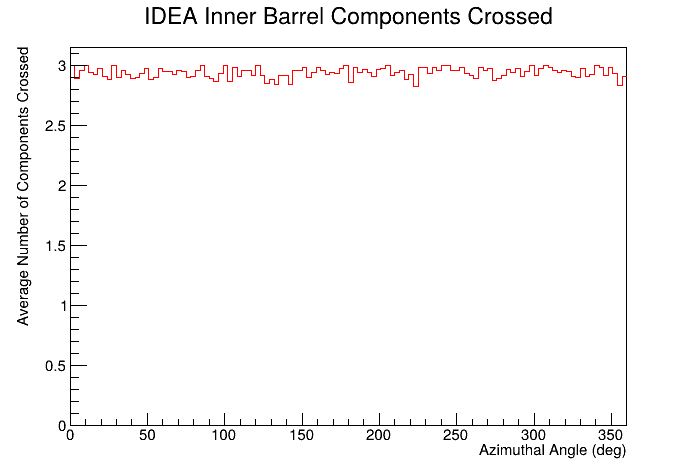 IDEA Inner Barrel Components Crossed
Average Number of Components Crossed
3
2.5
2
1.5
1
0.5
0
0 50 100 150 200 250 300 350
Azimuthal Angle (deg)